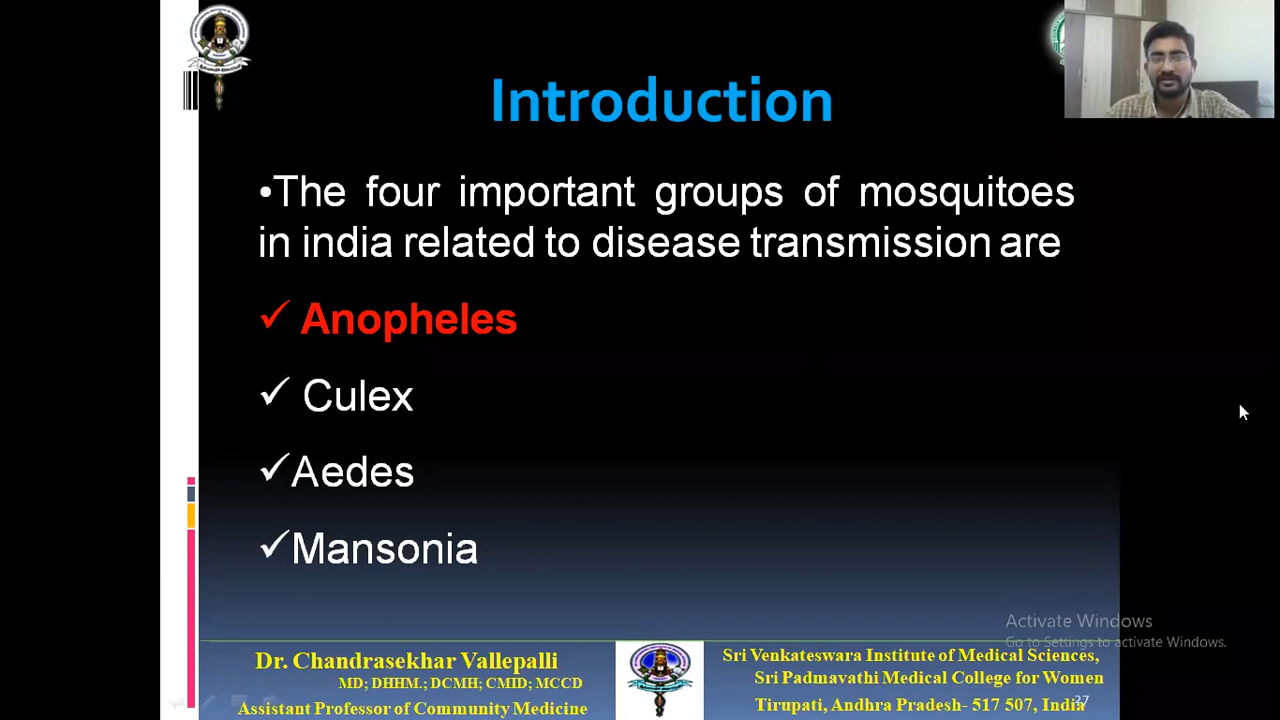 Introduction
•The four important groups of mosquitoes
in india related to disease transmission are
✓ Anopheles
✓ Culex
✓Aedes
✓Mansonia
Activate Windows
Go to Settings to activate Windows.
Dr. Chandrasekhar Vallepalli
MD; DHHM.; DCMH; CMID; MCCD
Assistant Professor of Community Medicine
Sri Venkateswara Institute of Medical Sciences,
Sri Padmavathi Medical College for Women
Tirupati, Andhra Pradesh- 517 507, India
37